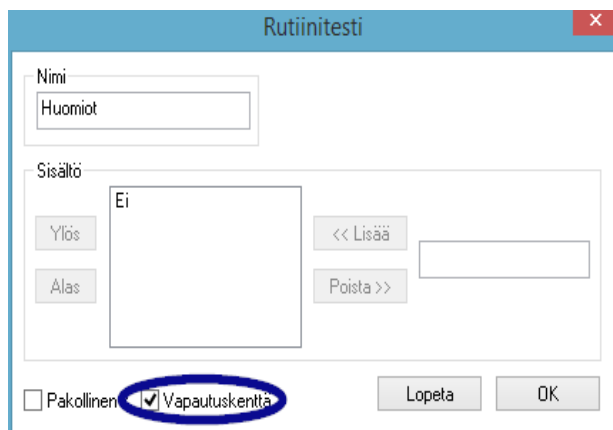 Rutiinitesti
x
Nimi
Huomiot
Sisältö
Ei
Ylös
<< Lisää
Alas
Poista >>
Pakollinen
Vapautuskenttä
Lopeta
OK